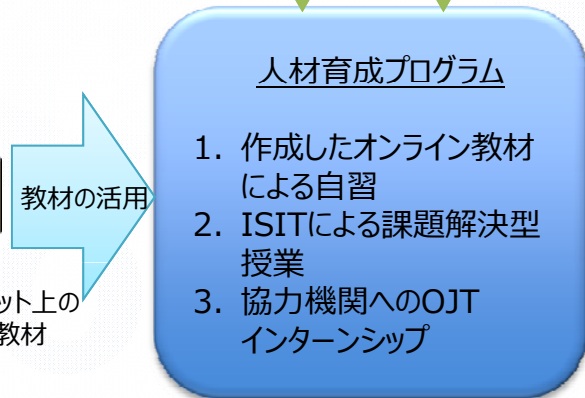 人材育成プログラム
1. 作成したオンライン教材
による自習
2. ISITによる課題解決型
授業
3. 協力機関へのOJT
インターンシップ
教材の活用
ット上の
教材